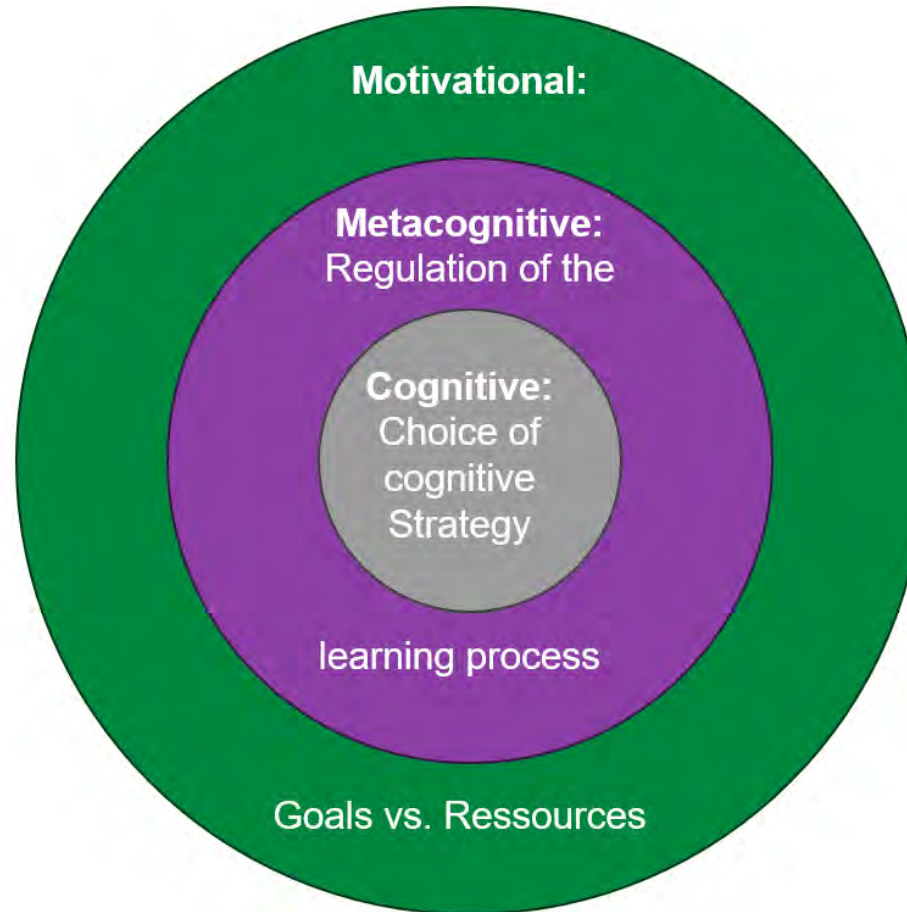 Motivational:
Metacognitive:
Regulation of the
Cognitive:
Choice of
cognitive
Strategy
learning process
Goals vs. Ressources